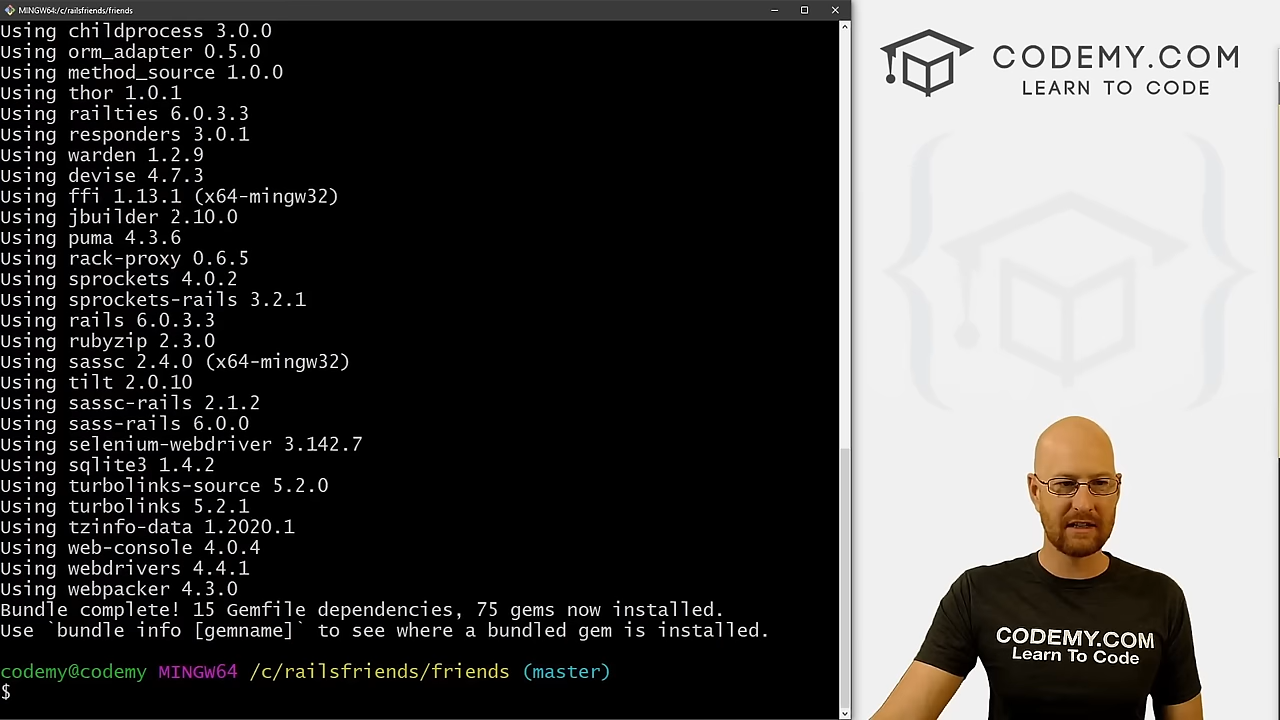 MINGW64:/c/railsfriends/friends
Using childprocess 3.0.0
Using orm_adapter 0.5.0
Using method_source 1.0.0
Using thor 1.0.1
Using railties 6.0.3.3
Using responders 3.0.1
Using warden 1.2.9
Using devise 4.7.3
Using ffi 1.13.1 (x64-mingw32)
Using jbuilder 2.10.0
Using puma 4.3.6
Using rack-proxy 0.6.5
Using sprockets 4.0.2
Using sprockets-rails 3.2.1
Using rails 6.0.3.3
Using rubyzip 2.3.0
Using sassc 2.4.0 (x64-mingw32)
Using tilt 2.0.10
Using sassc-rails 2.1.2
Using sass-rails 6.0.0
Using selenium-webdriver 3.142.7
Using sqlite3 1.4.2
Using turbolinks-source 5.2.0
Using turbolinks 5.2.1
Using tzinfo-data 1.2020.1
Using web-console 4.0.4
Using webdrivers 4.4.1
Using webpacker 4.3.0
Bundle complete! 15 Gemfile dependencies, 75 gems now installed.
Use `bundle info [gemname]` to see where a bundled gem is installed.
codemy@codemy MINGW64 /c/railsfriends/friends (master)
$
CODEMY.COM
LEARN TO CODE
CODEMY.COM
Learn To Code